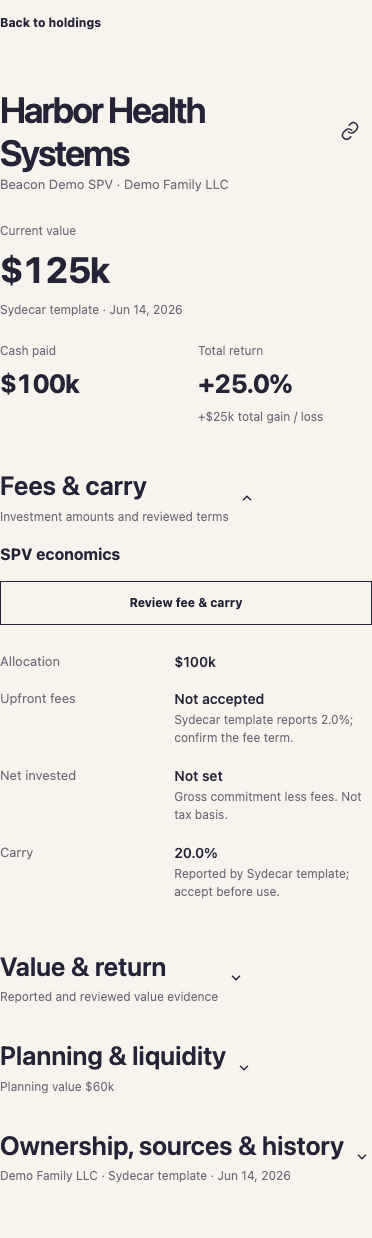 Back to holdings
Harbor Health
Systems
Beacon Demo SPV · Demo Family LLC
Current value
$125k
Sydecar template · Jun 14, 2026
Cash paid
Total return
$100k
+25.0%
+$25k total gain / loss
Fees & carry
Investment amounts and reviewed terms
SPV economics
Review fee & carry
Allocation
$100k
Upfront fees
Not accepted
Sydecar template reports 2.0%;
confirm the fee term.
Net invested
Not set
Gross commitment less fees. Not
tax basis.
Carry
20.0%
Reported by Sydecar template;
accept before use.
Value & return
Reported and reviewed value evidence
Planning & liquidity
Planning value $60k
Ownership, sources & history
Demo Family LLC · Sydecar template · Jun 14, 2026